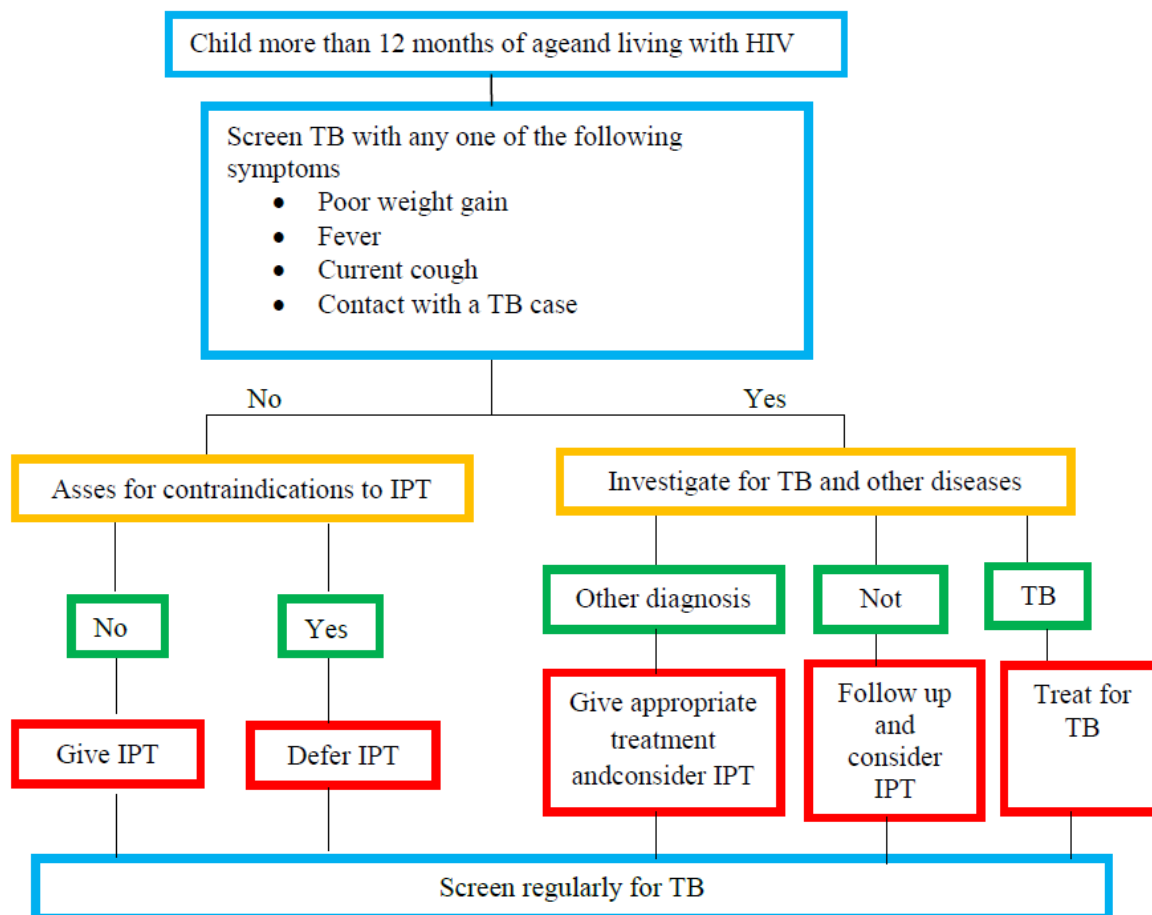 Child more than 12 months of ageand living with HIV
Screen TB with any one of the following
symptoms
• Poor weight gain
• Fever
• Current cough
• Contact with a TB case
No
Yes
Asses for contraindications to IPT
Investigate for TB and other diseases
No
Yes
Other diagnosis
Not
TB
Give IPT
Defer IPT
Give appropriate
treatment
andconsider IPT
Follow up
and
consider
IPT
Treat for
TB
Screen regularly for TB